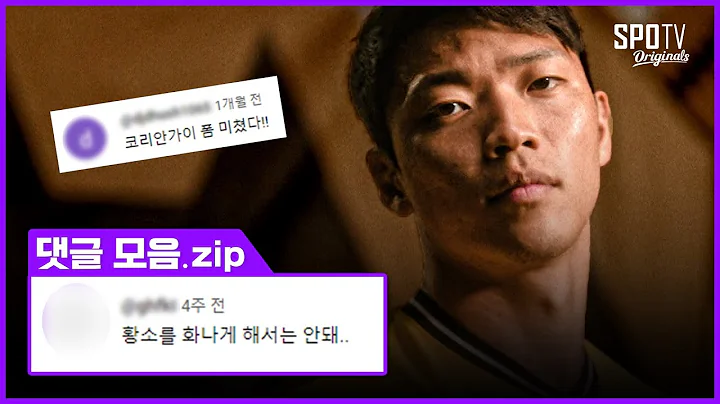 SPOTV
Originals
1개월 전
코리안가이 폼 미쳤다!!
댓글 모음.zip
4주 전
황소를 화나게 해서는 안돼..